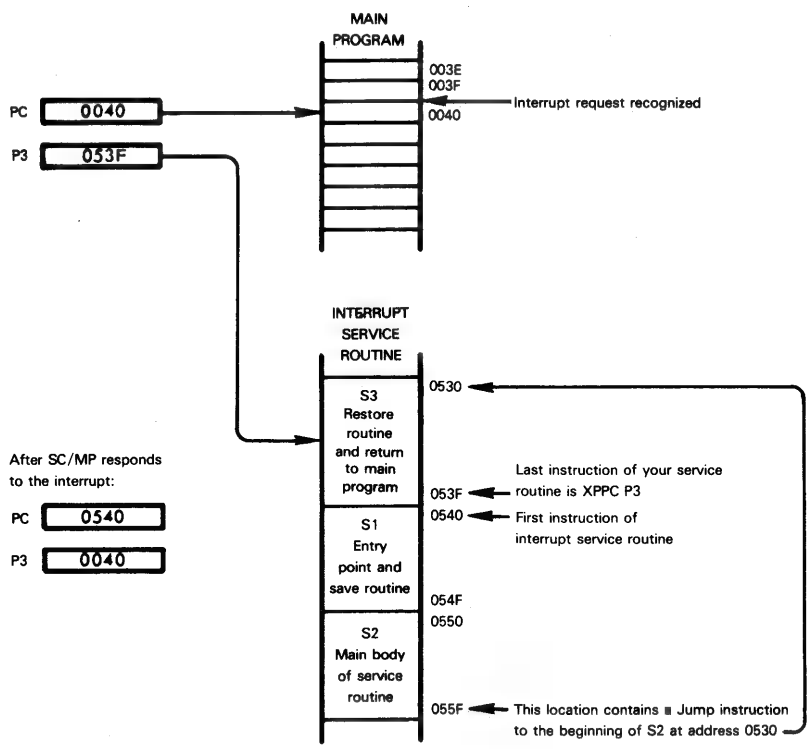 MAIN
PROGRAM
003E
003F
0040
Interrupt request recognized
PC 0040
P3 053F
INTERRUPT
SERVICE
ROUTINE
0530
S3
Restore
routine
and return
to main
program
After SC/MP responds
to the interrupt:
PC 0540
P3 0040
Last instruction of your service
routine is XPPC P3
053F
0540
First instruction of
interrupt service routine
S1
Entry
point and
save routine
054F
0550
S2
Main body
of service
routine
055F
This location contains Jump instruction
to the beginning of S2 at address 0530